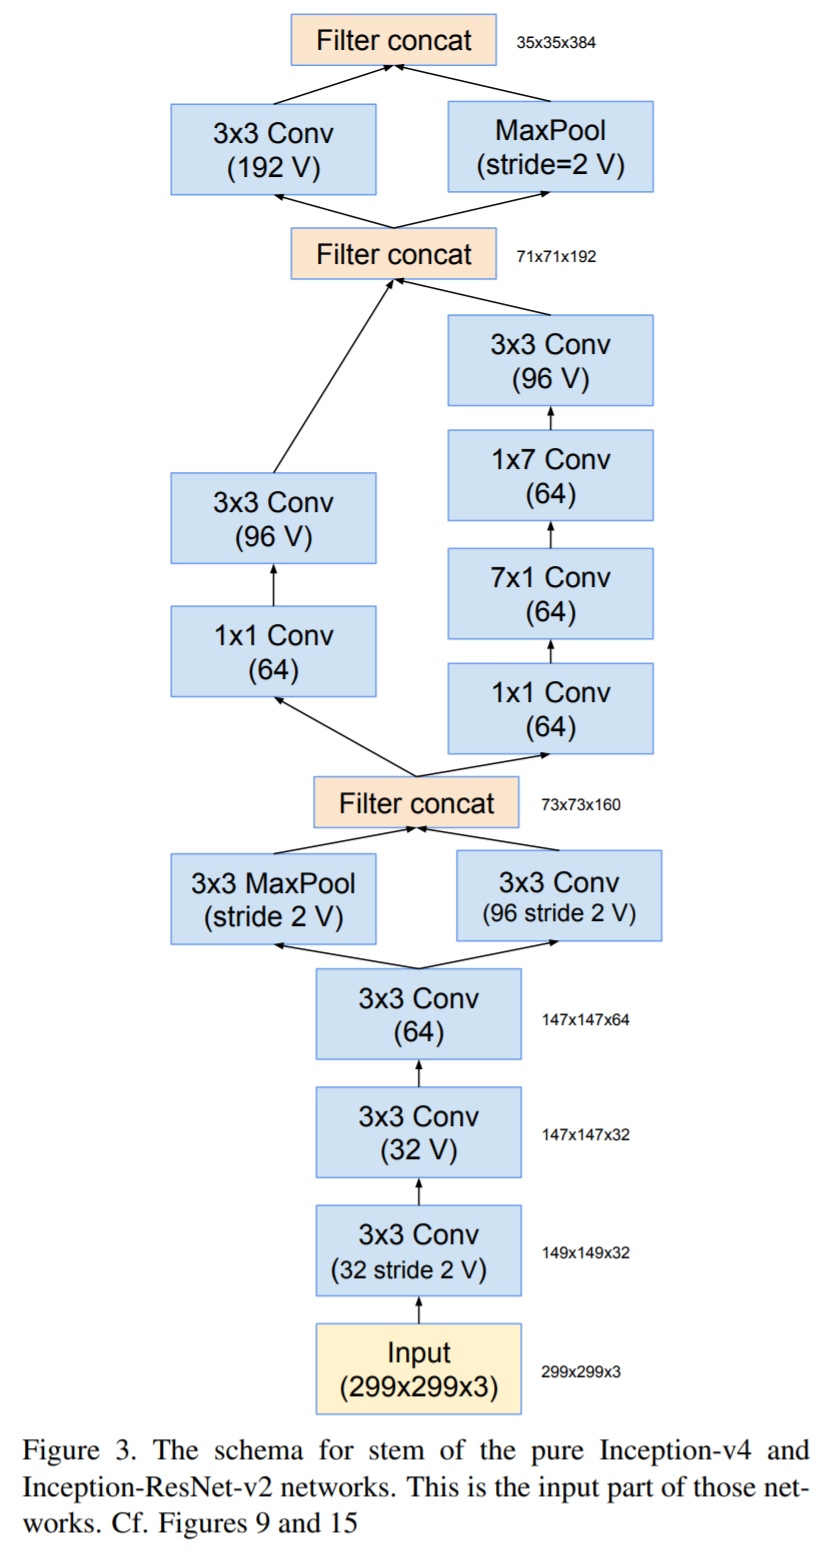 Filter concat
35x35x384
3x3 Conv
(192 V)
MaxPool
(stride=2 V)
Filter concat
71x71x192
3x3 Conv
(96 V)
1x7 Conv
(64)
3x3 Conv
(96 V)
7x1 Conv
(64)
1x1 Conv
(64)
1x1 Conv
(64)
Filter concat
73x73x160
3x3 MaxPool
(stride 2 V)
3x3 Conv
(96 stride 2 V)
3x3 Conv
(64)
147x147x64
3x3 Conv
(32 V)
147x147x32
3x3 Conv
(32 stride 2 V)
149x149x32
Input
(299x299x3)
299x299x3
Figure 3. The schema for stem of the pure Inception-v4 and
Inception-ResNet-v2 networks. This is the input part of those net-
works. Cf. Figures 9 and 15